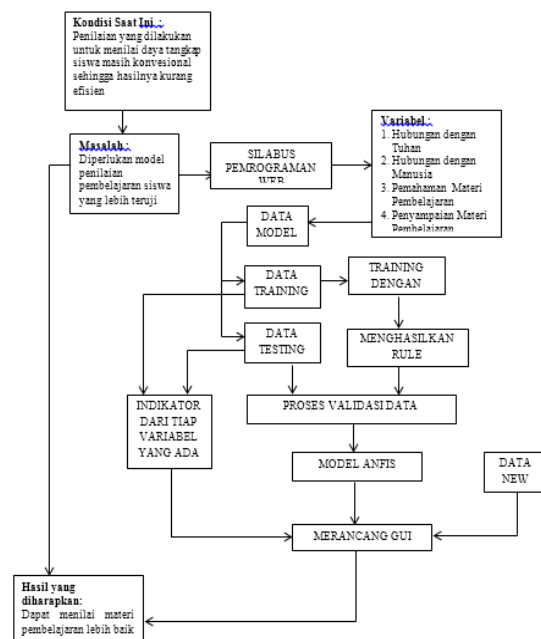 Kondisi Saat Ini :
Penilaian yang dilakukan
untuk menilai daya tangkap
siswa masih konvesional
sehingga hasilnya kurang
efisien
Masalah :
Diperlukan model
penilaian
pembelajaran siswa
yang lebih teruji
SILABUS
PEMROGRAMAN
WEB
Variabel :
1. Hubungan dengan
Tuhan
2. Hubungan dengan
Manusia
3. Pemahaman Materi
Pembelajaran
4. Penyampaian Materi
Pembelajaran
DATA
MODEL
DATA
TRAINING
TRAINING
DENGAN
DATA
TESTING
MENGHASILKAN
RULE
INDIKATOR
DARI TIAP
VARIABEL
YANG ADA
PROSES VALIDASI DATA
MODEL ANFIS
DATA
NEW
MERANCANG GUI
Hasil yang
diharapkan:
Dapat menilai materi
pembelajaran lebih baik